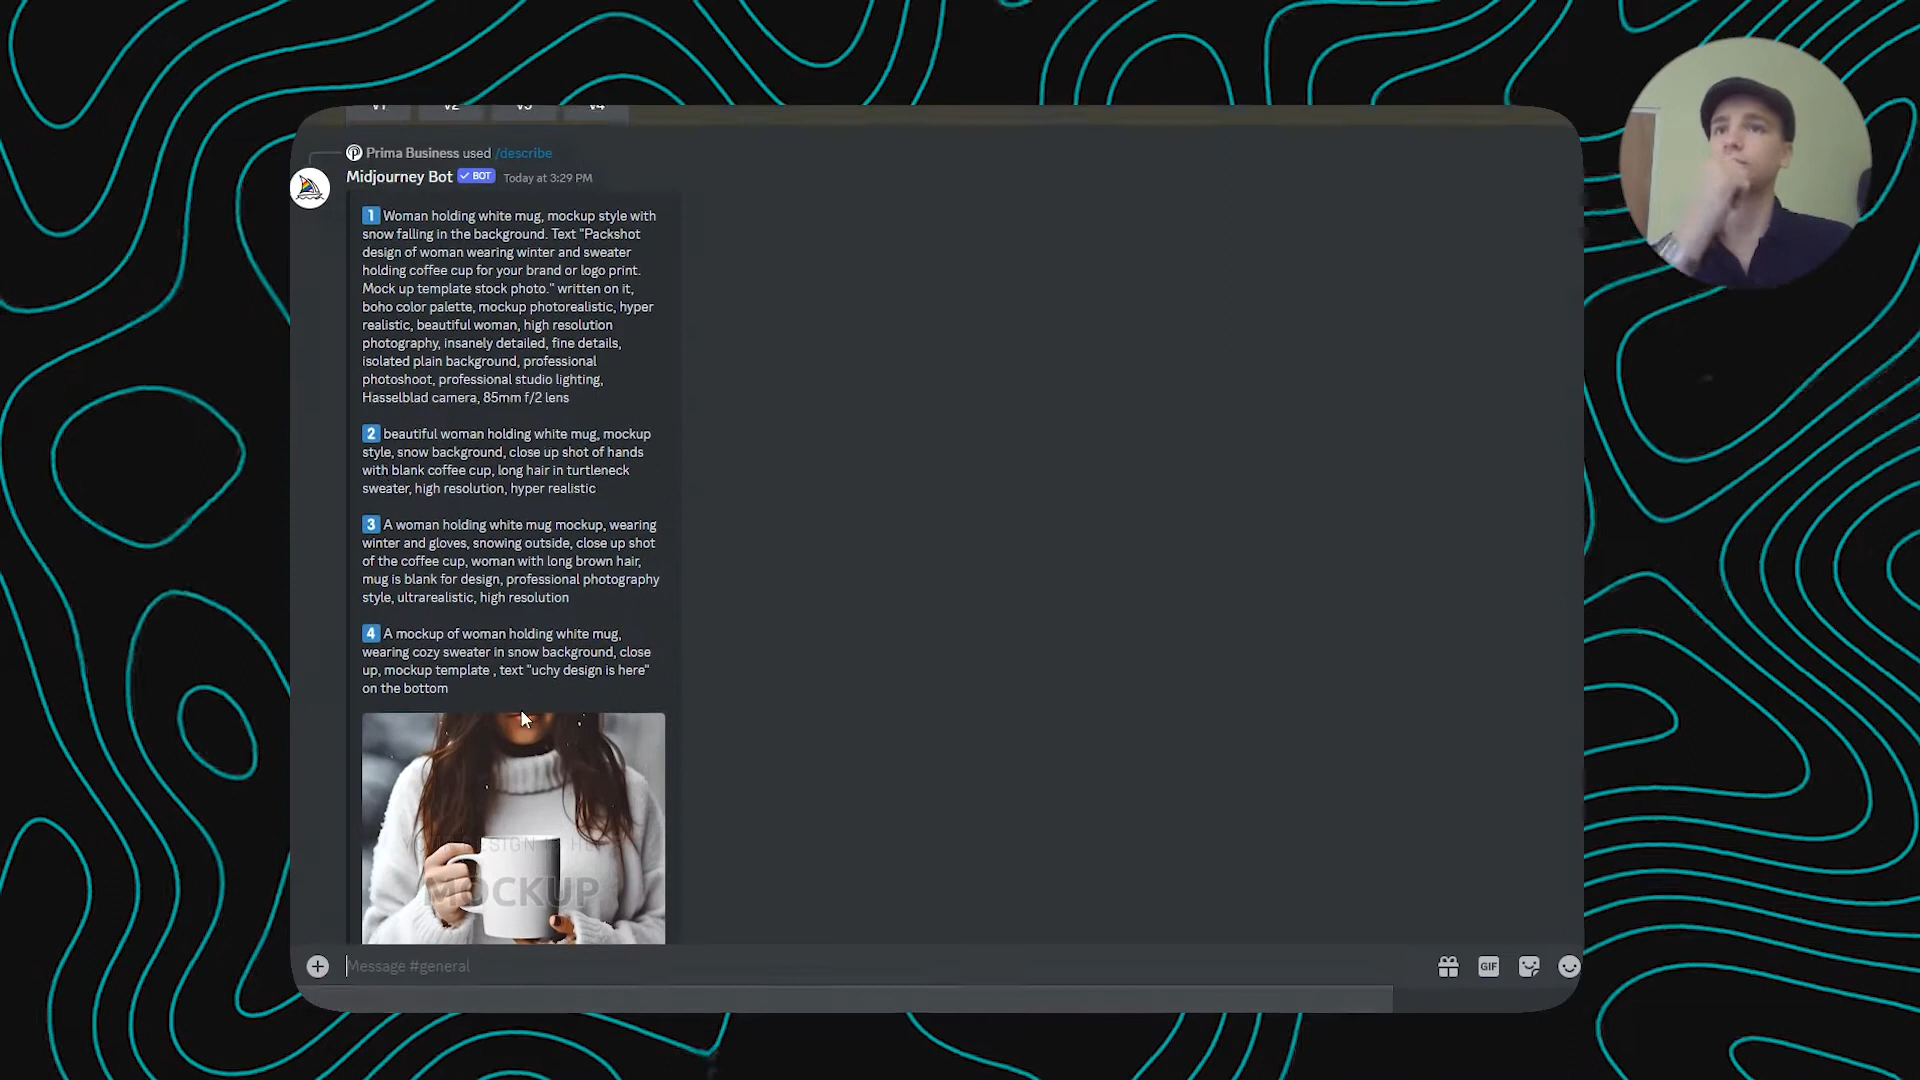 V1 V2 V3 V4
Prima Business used /describe
Midjourney Bot BOT Today at 3:29 PM
1 Woman holding white mug, mockup style with
snow falling in the background. Text "Packshot
design of woman wearing winter and sweater
holding coffee cup for your brand or logo print.
Mock up template stock photo." written on it,
boho color palette, mockup photorealistic, hyper
realistic, beautiful woman, high resolution
photography, insanely detailed, fine details,
isolated plain background, professional
photoshoot, professional studio lighting,
Hasselblad camera, 85mm f/2 lens
2 beautiful woman holding white mug, mockup
style, snow background, close up shot of hands
with blank coffee cup, long hair in turtleneck
sweater, high resolution, hyper realistic
3 A woman holding white mug mockup, wearing
winter and gloves, snowing outside, close up shot
of the coffee cup, woman with long brown hair,
mug is blank for design, professional photography
style, ultrarealistic, high resolution
4 A mockup of woman holding white mug,
wearing cozy sweater in snow background, close
up, mockup template , text "uchy design is here"
on the bottom
MOCKUP
Message #general
GIF